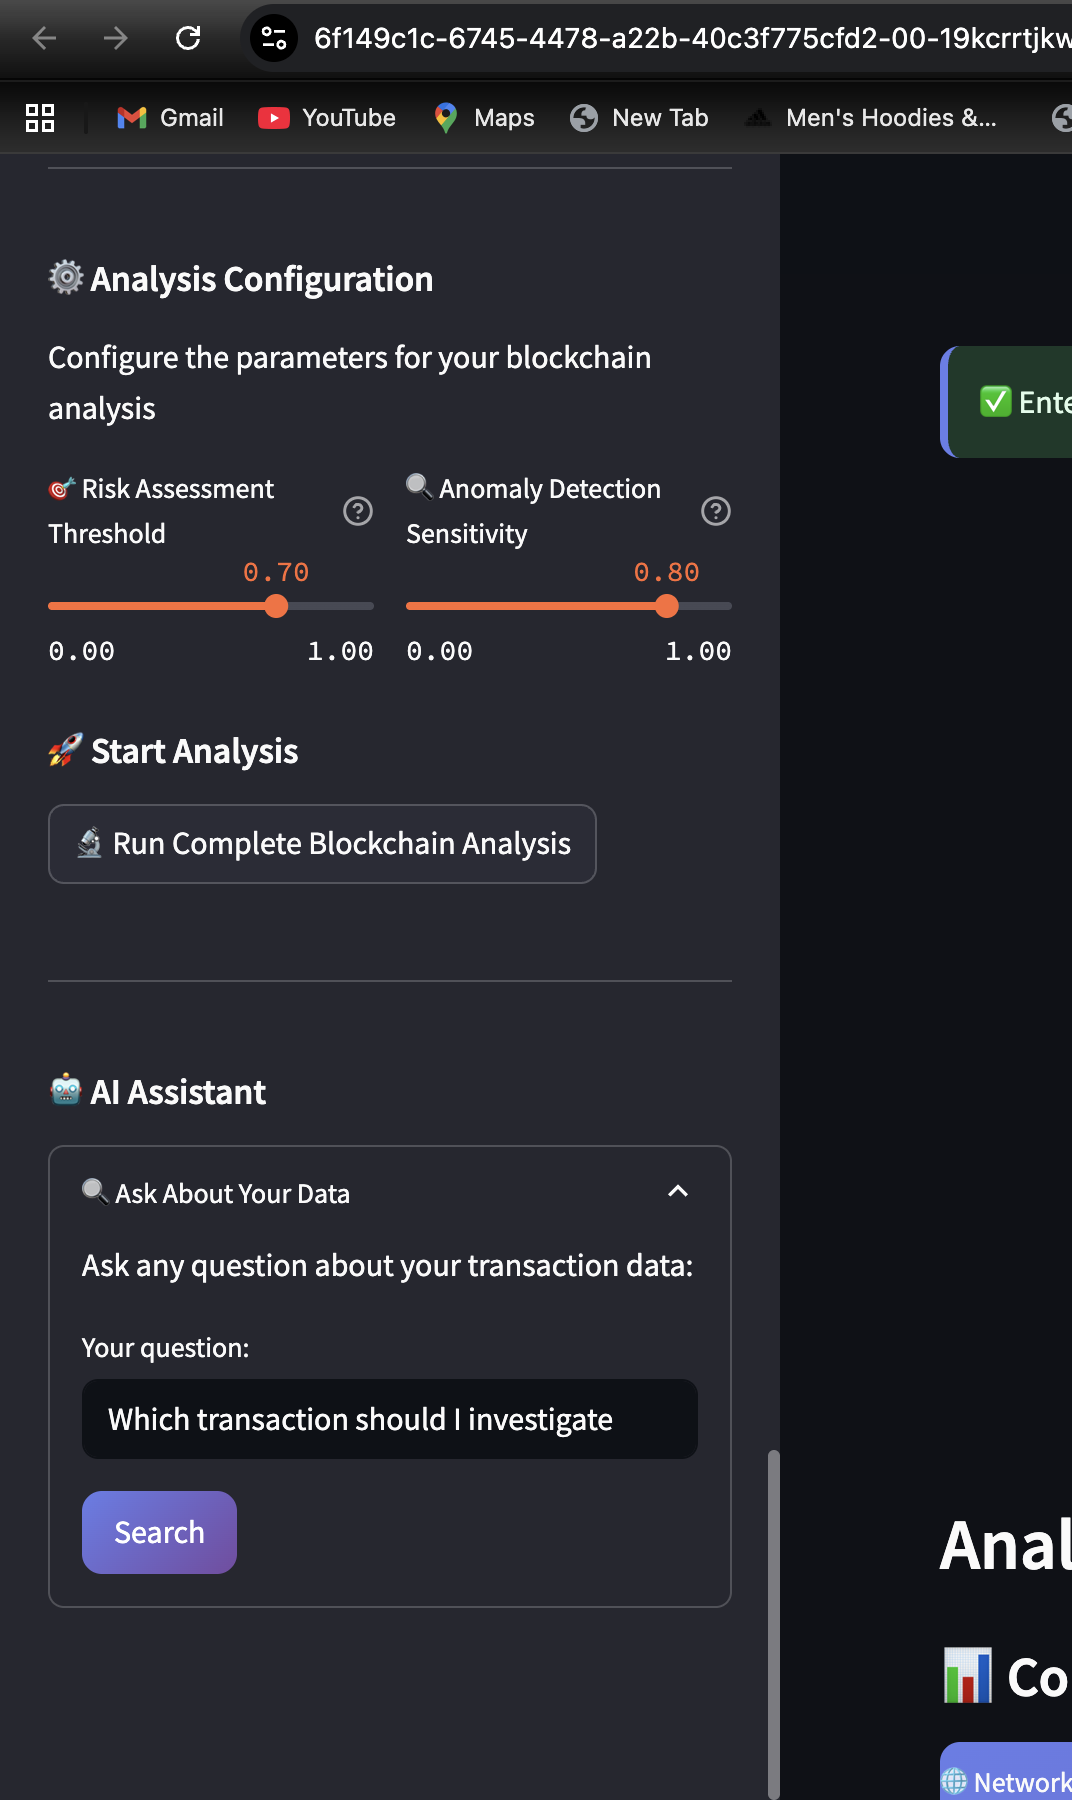 6f149c1c-6745-4478-a22b-40c3f775cfd2-00-19kcrrtjkw
Gmail YouTube Maps New Tab Men's Hoodies &...
Analysis Configuration
Configure the parameters for your blockchain
analysis
Risk Assessment
Threshold
0.70
0.00 1.00
Anomaly Detection
Sensitivity
0.80
0.00 1.00
Start Analysis
Run Complete Blockchain Analysis
AI Assistant
Ask About Your Data
Ask any question about your transaction data:
Your question:
Which transaction should I investigate
Search
Ente
Anal
Co
Network